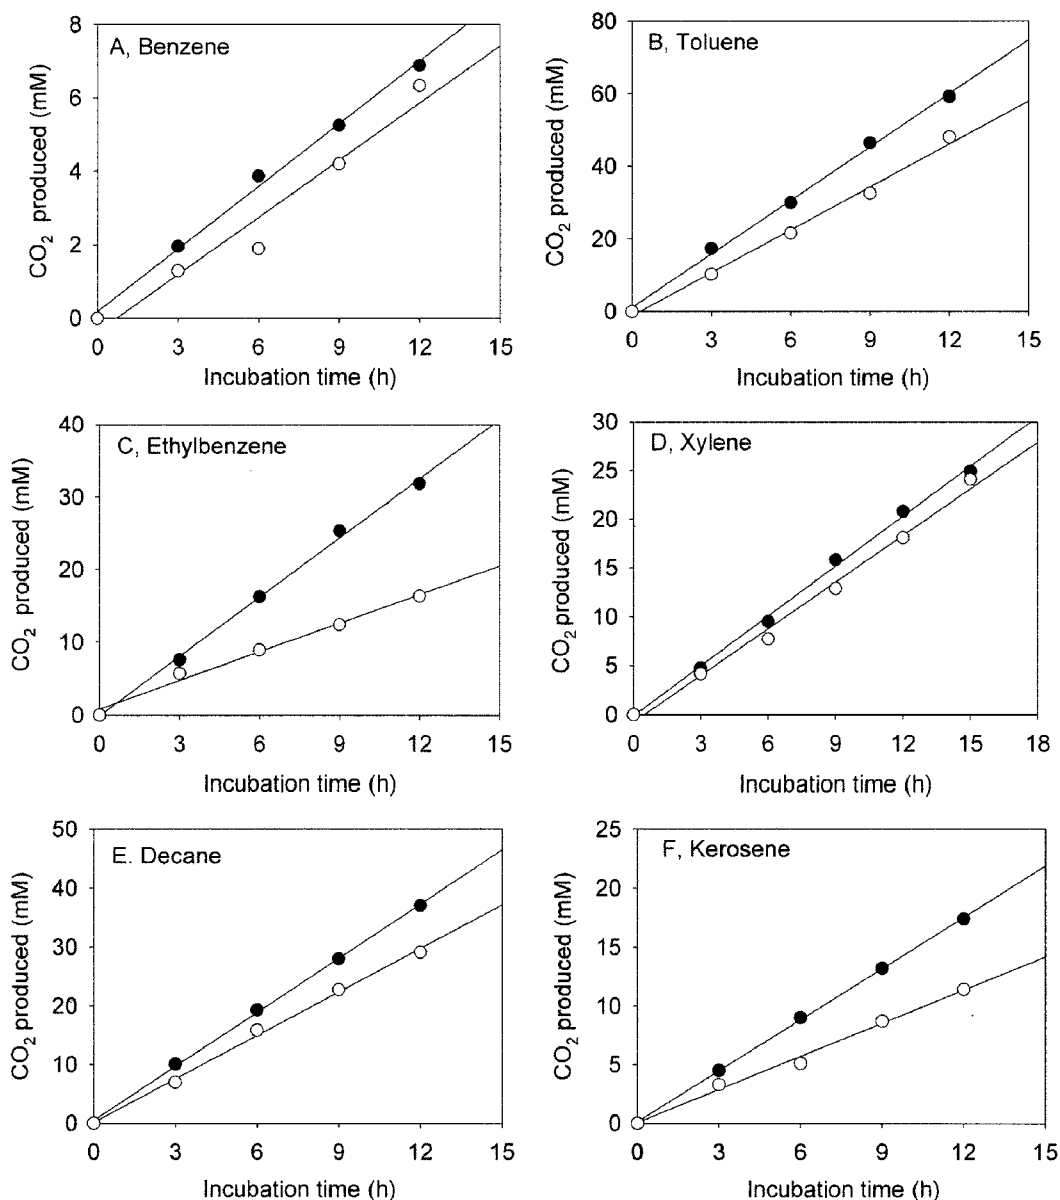 A, Benzene
CO2 produced (mM)
8
6
4
2
0
0 3 6 9 12 15
Incubation time (h)
B, Toluene
CO2 produced (mM)
80
60
40
20
0
0 3 6 9 12 15
Incubation time (h)
C, Ethylbenzene
CO2 produced (mM)
40
30
20
10
0
0 3 6 9 12 15
Incubation time (h)
D, Xylene
CO2 produced (mM)
30
25
20
15
10
5
0
0 3 6 9 12 15 18
Incubation time (h)
E. Decane
CO2 produced (mM)
50
40
30
20
10
0
0 3 6 9 12 15
Incubation time (h)
F, Kerosene
CO2 produced (mM)
25
20
15
10
5
0
0 3 6 9 12 15
Incubation time (h)